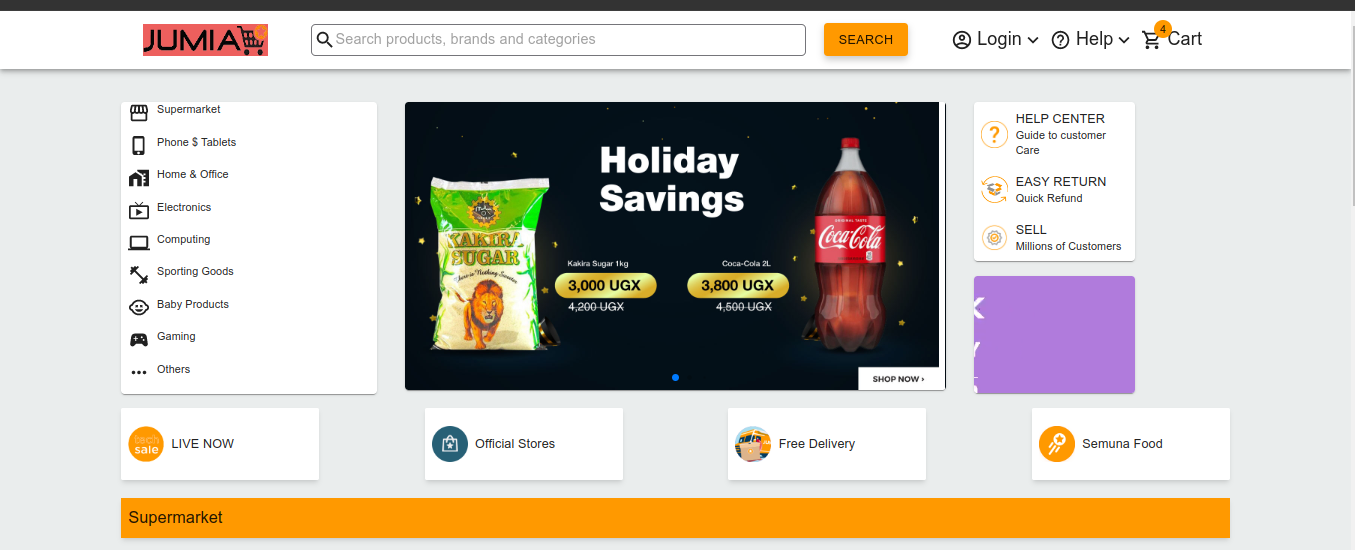 JUMIA
Search products, brands and categories
SEARCH
Login
Help
4
Cart
Supermarket
Phone $ Tablets
Home & Office
Electronics
Computing
Sporting Goods
Baby Products
Gaming
Others
Holiday
Savings
KAKIRA
SUGAR
Kakira Sugar 1kg
3,000 UGX
4,200 UGX
Coca-Cola 2L
3,800 UGX
4,500 UGX
ORIGINAL TASTE
Coca-Cola
SHOP NOW ›
HELP CENTER
Guide to customer
Care
EASY RETURN
Quick Refund
SELL
Millions of Customers
K
Y
tech
sale
LIVE NOW
Official Stores
Free Delivery
Semuna Food
Supermarket